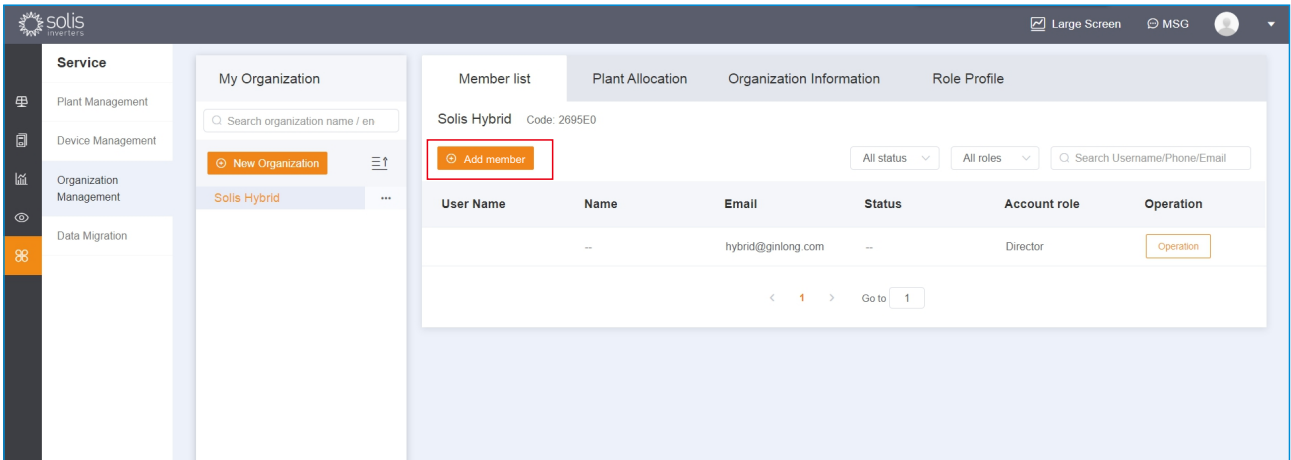 solis
inverters
Large Screen
MSG
Service
Plant Management
Device Management
Organization
Management
Data Migration
My Organization
Search organization name / en
New Organization
Solis Hybrid
...
Member list Plant Allocation Organization Information Role Profile
Solis Hybrid Code: 2695E0
Add member
All status
All roles
Search Username/Phone/Email
User Name Name Email Status Account role Operation
-- hybrid@ginlong.com -- Director Operation
< 1 > Go to 1